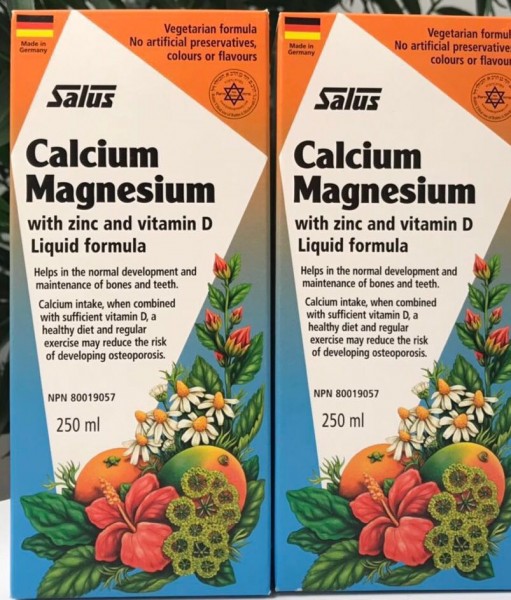 Made in
Germany
Vegetarian formula
No artificial preservatives,
colours or flavours
Salus
Calcium
Magnesium
with zinc and vitamin D
Liquid formula
Helps in the normal development and
maintenance of bones and teeth.
Calcium intake, when combined
with sufficient vitamin D, a
healthy diet and regular
exercise may reduce the risk
of developing osteoporosis.
NPN 80019057
250 ml
Made in
Germany
Vegetarian formu
No artificial preservative
colours or flavour
Salus
Calcium
Magnesium
with zinc and vitamin D
Liquid formula
Helps in the normal development and
maintenance of bones and teeth.
Calcium intake, when combined
with sufficient vitamin D, a
healthy diet and regular
exercise may reduce the risk
of developing osteoporosis.
NPN 80019057
250 ml